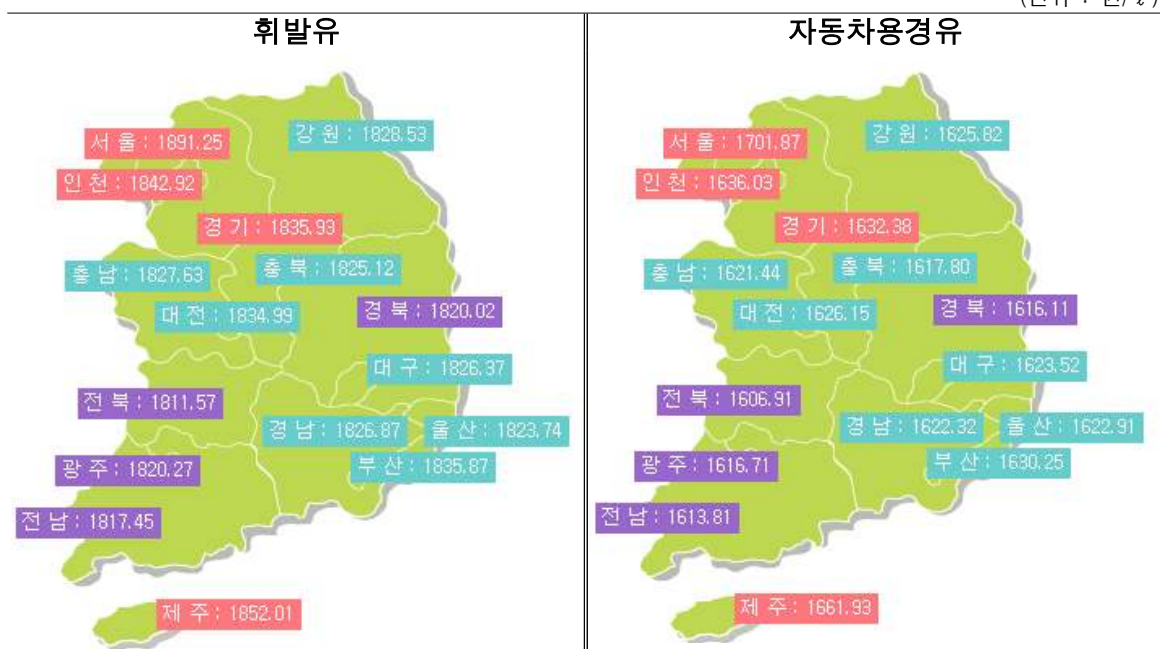 (단위 : 원/ℓ)
휘발유
서 울 : 1891.25
강 원 : 1828.53
인 천 : 1842.92
경 기 : 1835.93
충 남 : 1827.63
충 북 : 1825.12
대 전 : 1834.99
경 북 : 1820.02
대 구 : 1826.37
전 북 : 1811.57
경 남 : 1826.87
울 산 : 1823.74
광 주 : 1820.27
부 산 : 1835.87
전 남 : 1817.45
제 주 : 1852.01
자동차용경유
서 울 : 1701.87
강 원 : 1625.82
인 천 : 1636.03
경 기 : 1632.38
충 남 : 1621.44
충 북 : 1617.80
대 전 : 1626.15
경 북 : 1616.11
대 구 : 1623.52
전 북 : 1606.91
경 남 : 1622.32
울 산 : 1622.91
광 주 : 1616.71
부 산 : 1630.25
전 남 : 1613.81
제 주 : 1661.93